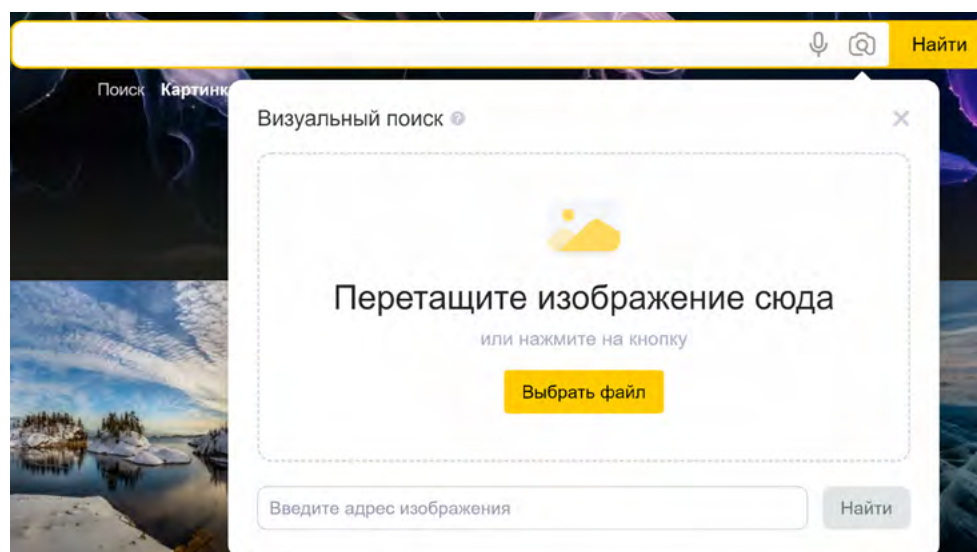 Найти
Поиск Картинк
Визуальный поиск
Перетащите изображение сюда
или нажмите на кнопку
Выбрать файл
Введите адрес изображения
Найти